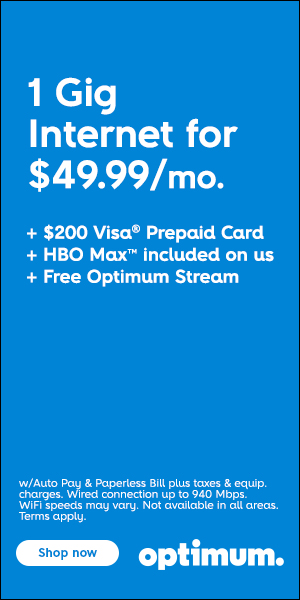 1 Gig
Internet for
$49.99/mo.
+ $200 Visa® Prepaid Card
+ HBO Max™ included on us
+ Free Optimum Stream
w/Auto Pay & Paperless Bill plus taxes & equip.
charges. Wired connection up to 940 Mbps.
WiFi speeds may vary. Not available in all areas.
Terms apply.
Shop now
optimum.